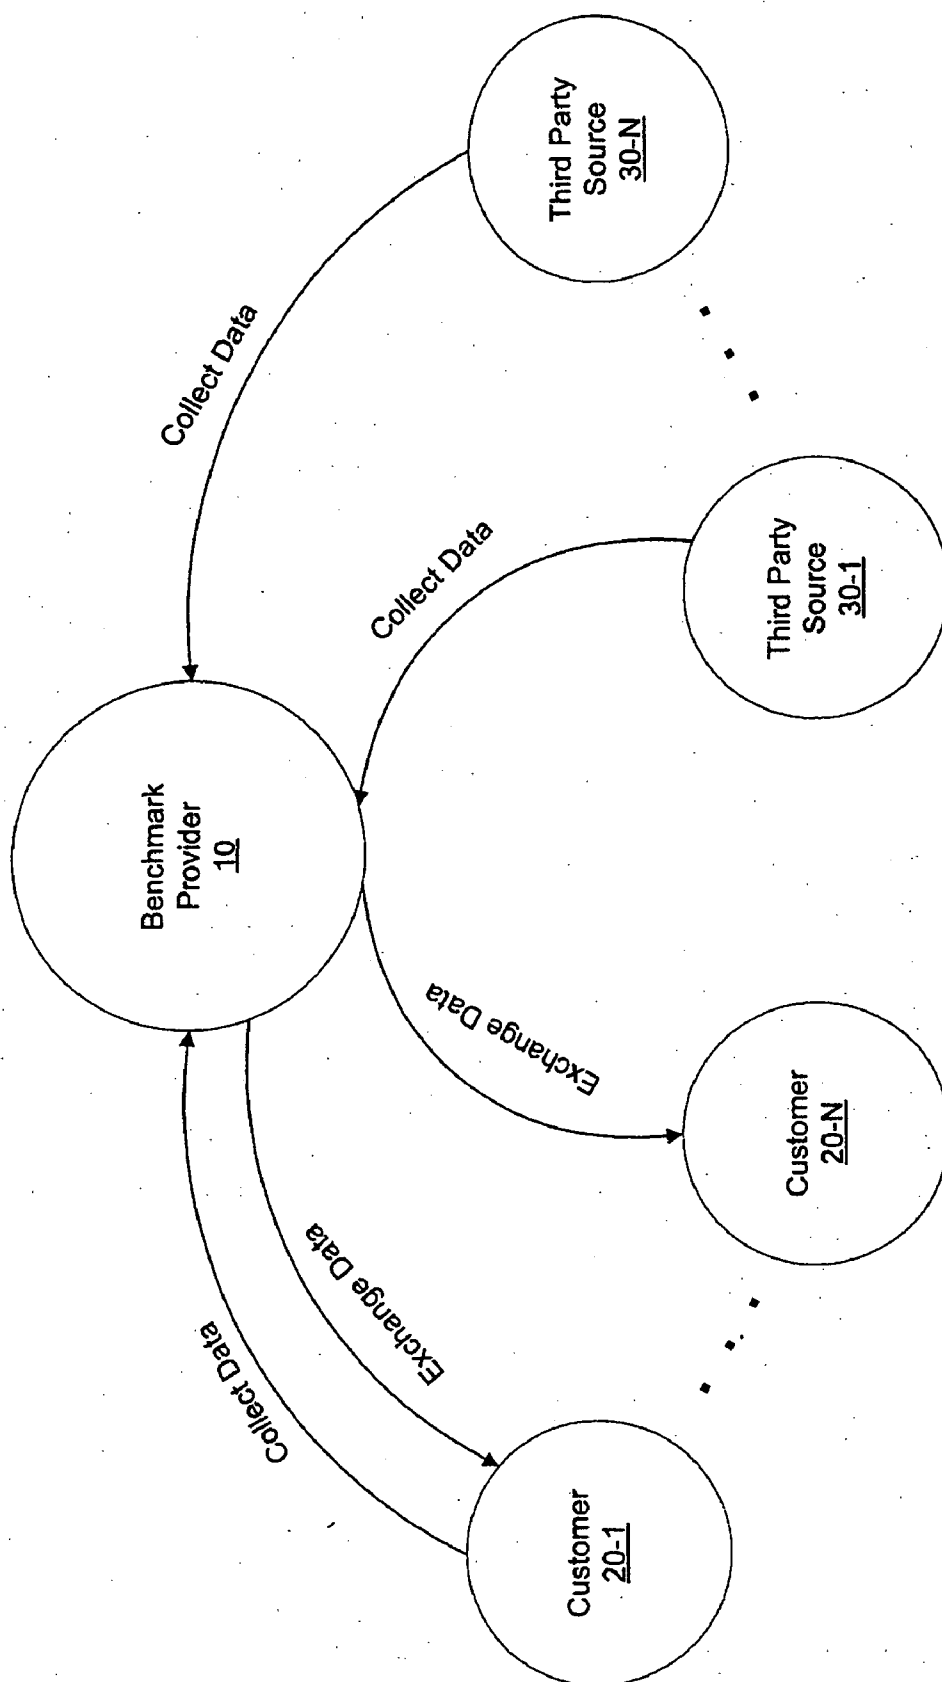 Benchmark
Provider
10
Collect Data
Exchange Data
Exchange Data
Collect Data
Collect Data
Customer
20-1
Customer
20-N
Third Party
Source
30-1
Third Party
Source
30-N